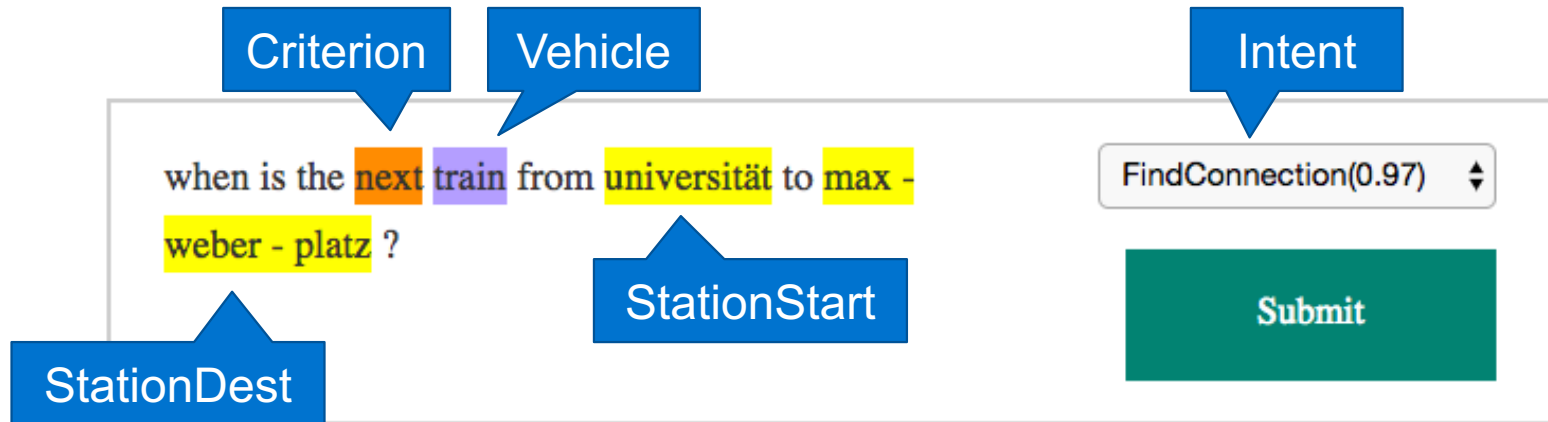 Criterion
Vehicle
Intent
when is the next train from universität to max -
weber - platz ?
FindConnection(0.97)
StationStart
Submit
StationDest